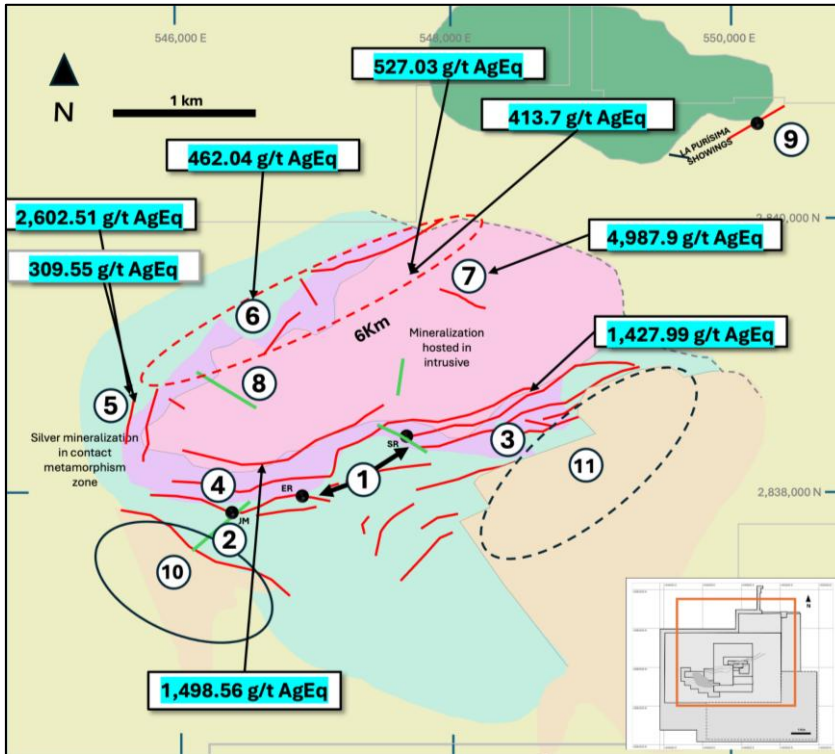 546,000 E
548,000 E
550,000 E
N
1 km
527.03 g/t AgEq
413.7 g/t AgEq
462.04 g/t AgEq
LA PURÍSIMA
SHOWINGS
9
2,602.51 g/t AgEq
2,840,000 N
309.55 g/t AgEq
4,987.9 g/t AgEq
7
6
6Km
Mineralization
hosted in
intrusive
1,427.99 g/t AgEq
8
5
Silver mineralization
in contact
metamorphism
zone
SR
3
11
4
ER
1
2,838,000 N
JM
2
10
1,498.56 g/t AgEq
N